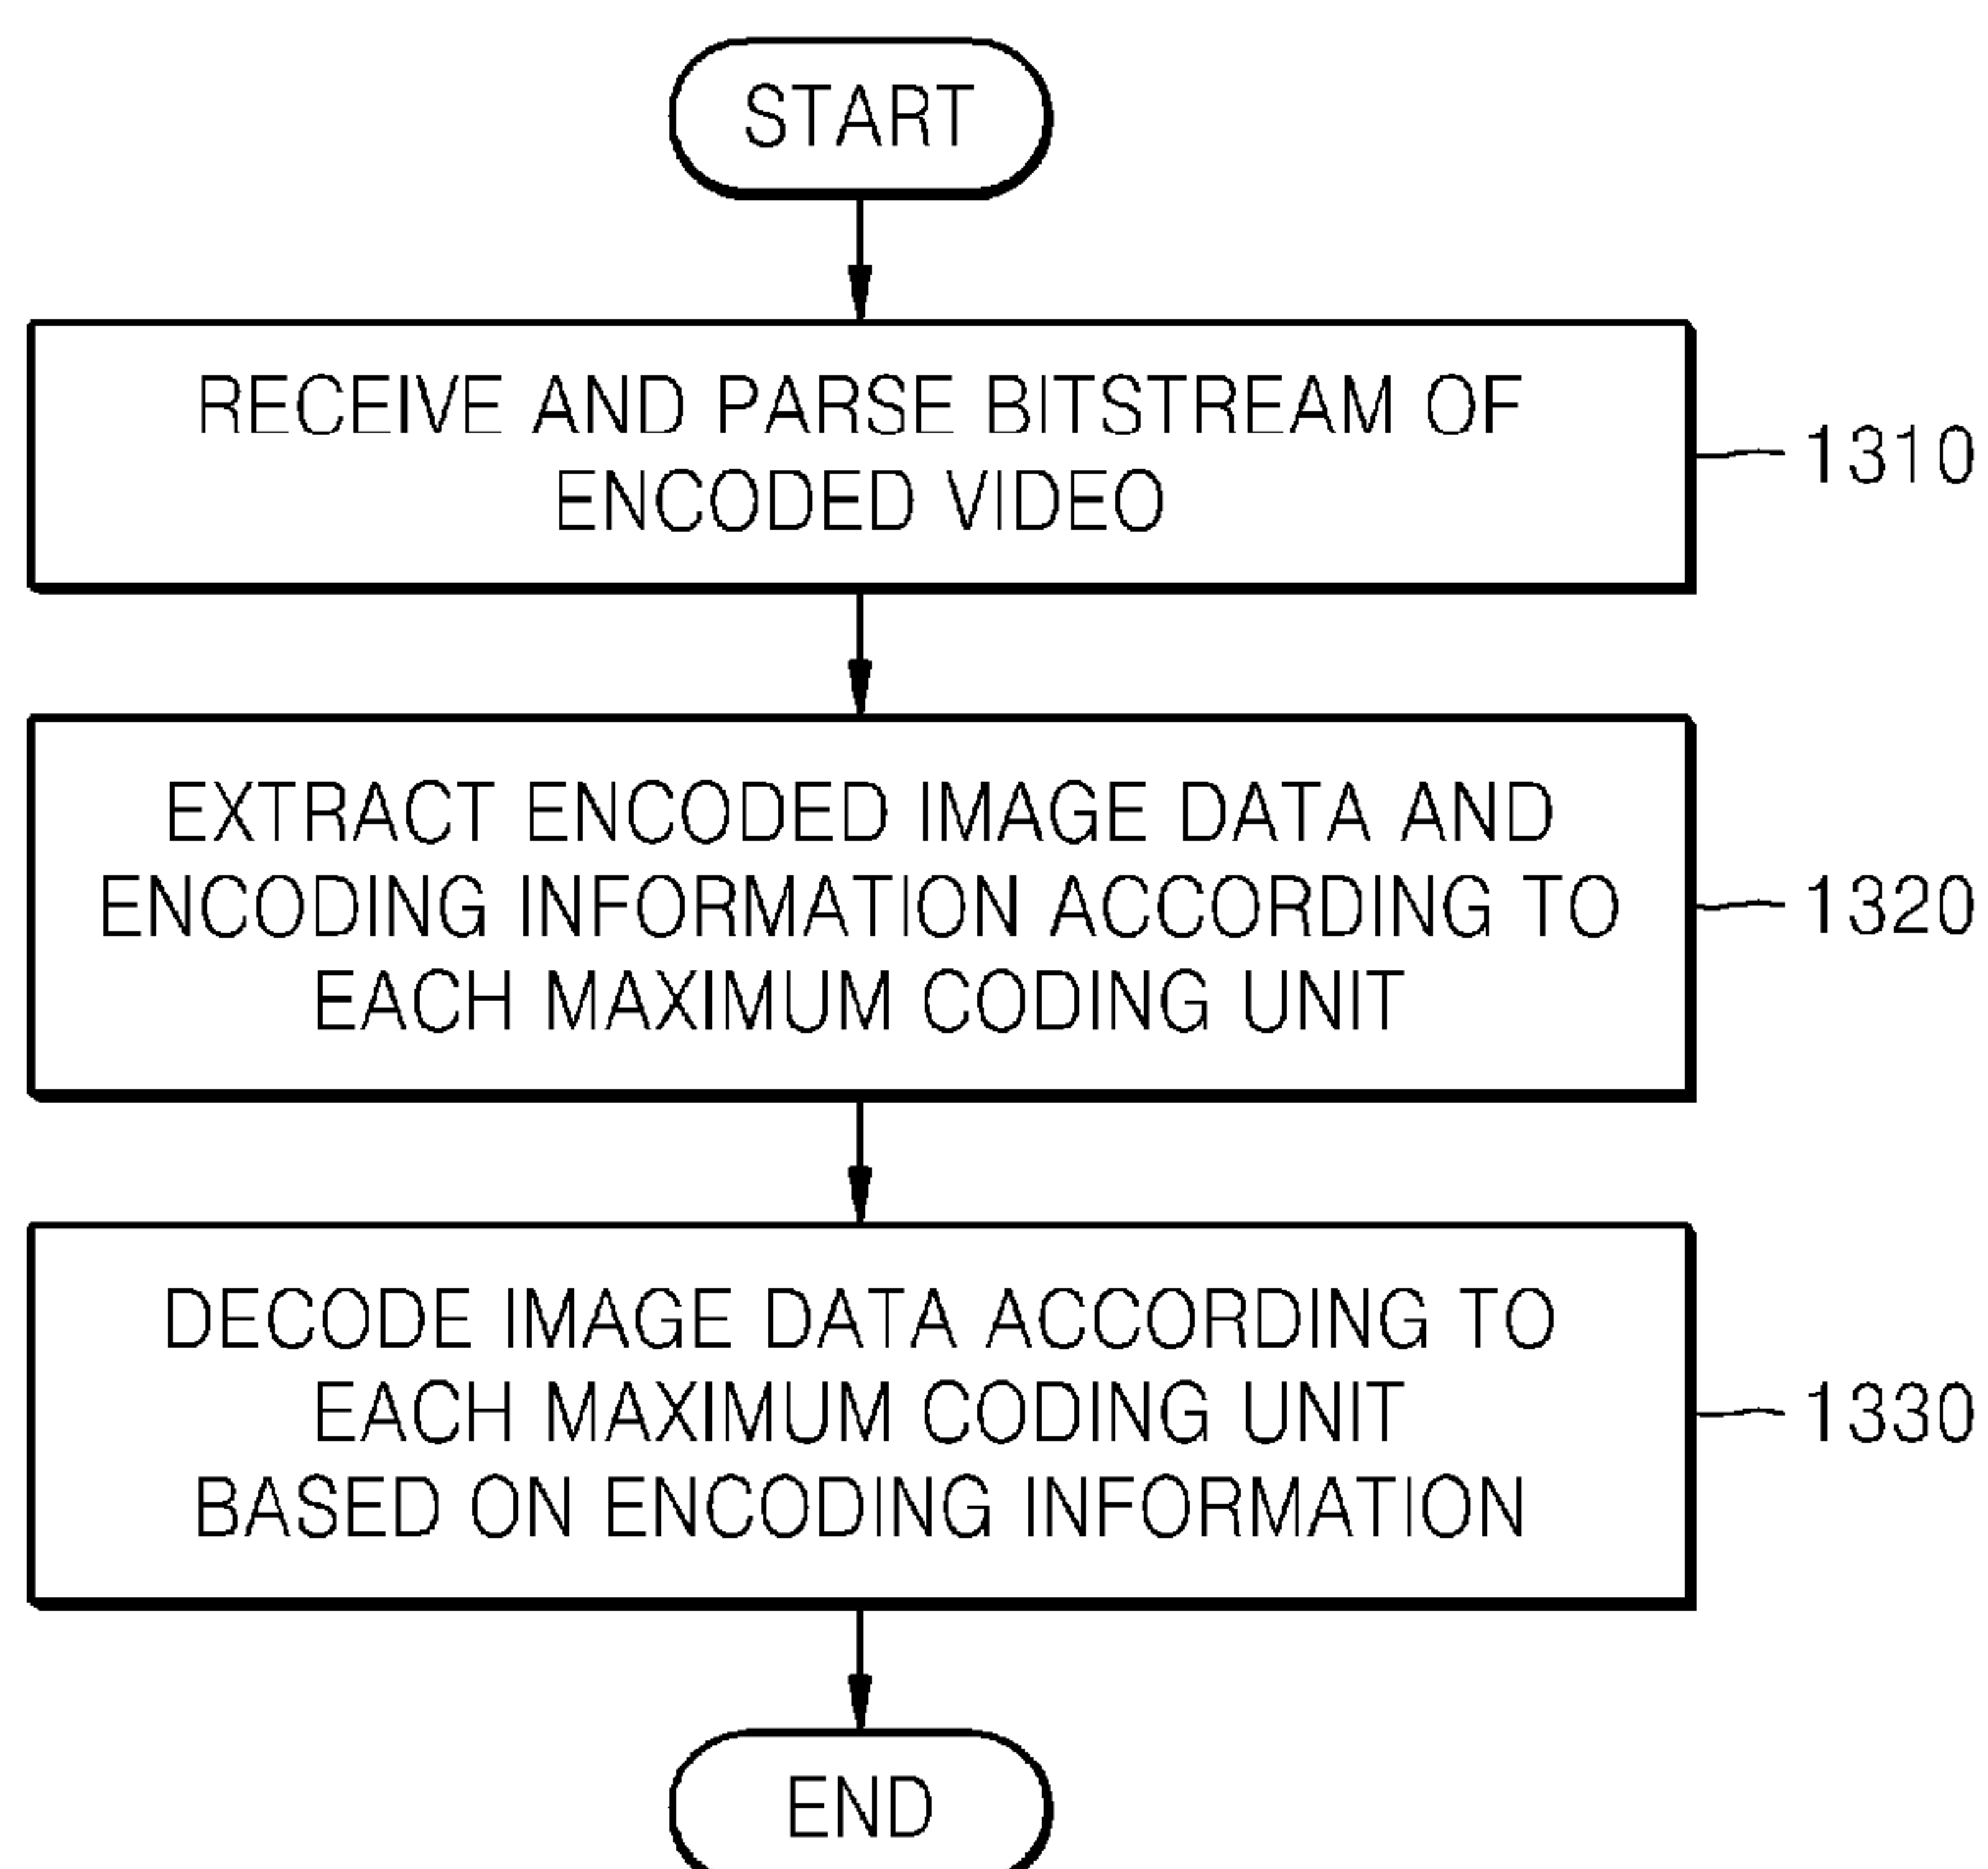 START
RECEIVE AND PARSE BITSTREAM OF
ENCODED VIDEO
1310
EXTRACT ENCODED IMAGE DATA AND
ENCODING INFORMATION ACCORDING TO
EACH MAXIMUM CODING UNIT
1320
DECODE IMAGE DATA ACCORDING TO
EACH MAXIMUM CODING UNIT
BASED ON ENCODING INFORMATION
1330
END